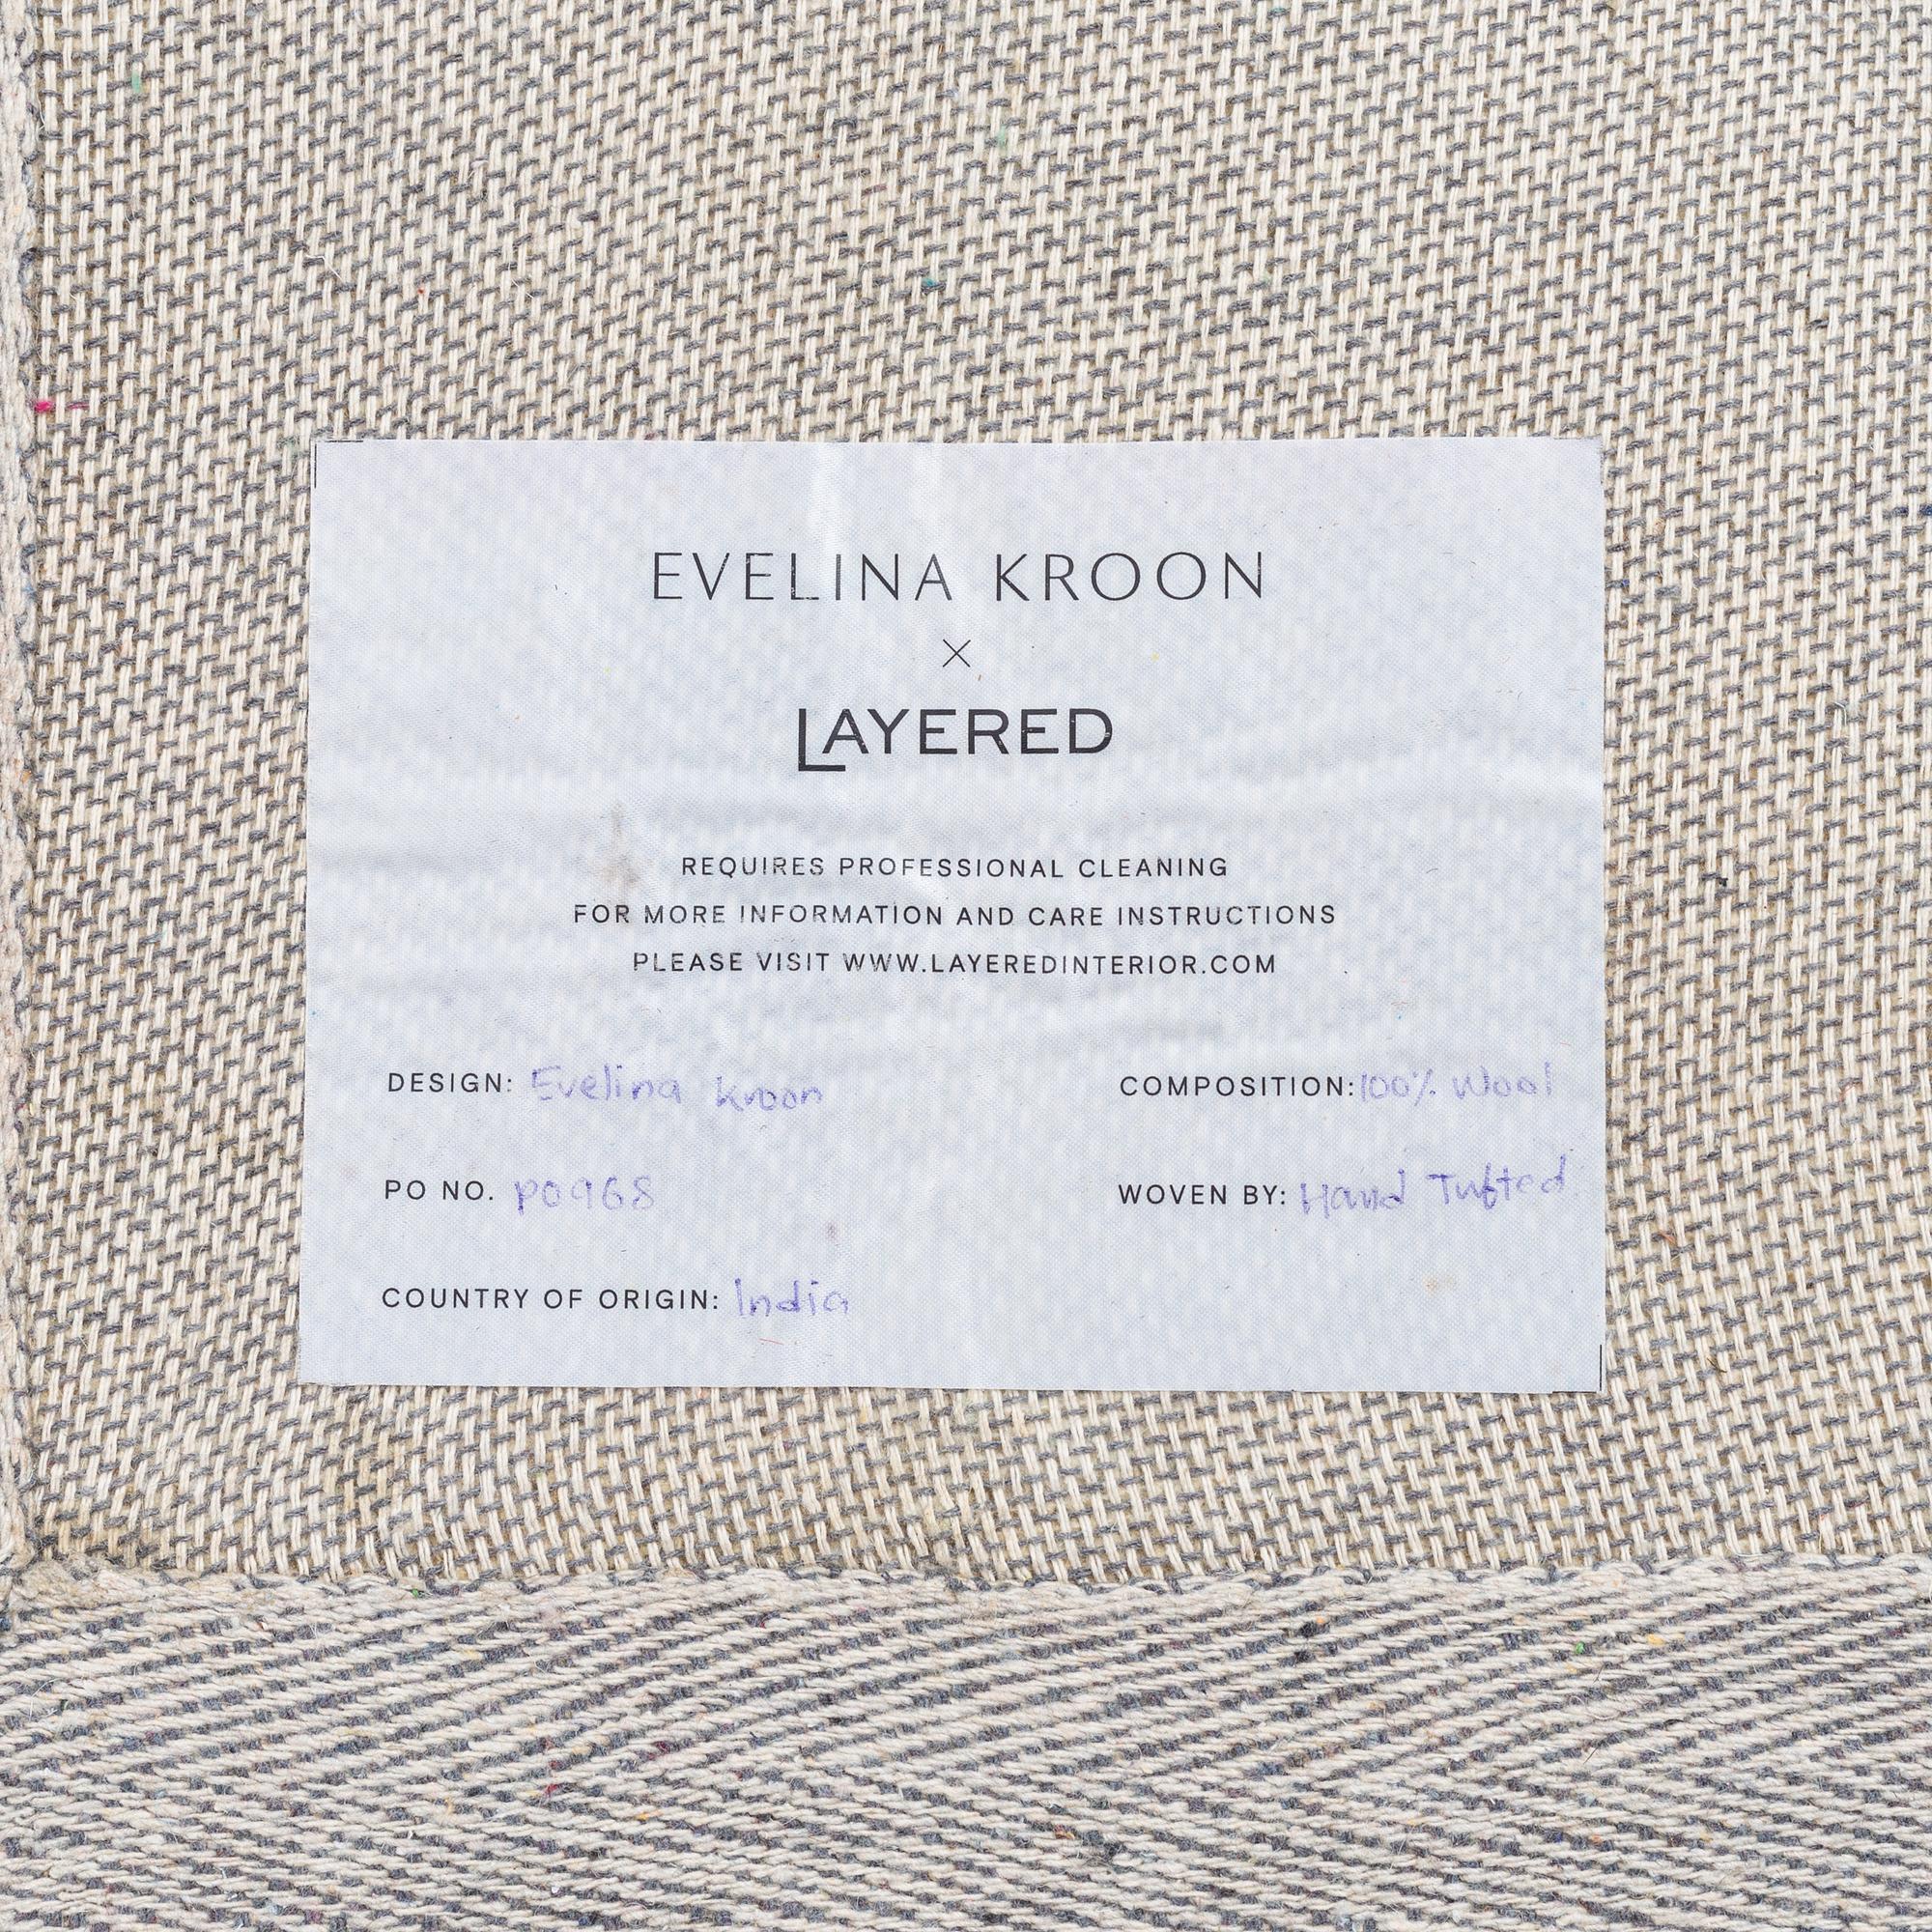 EVELINA KROON
×
LAYERED
REQUIRES PROFESSIONAL CLEANING
FOR MORE INFORMATION AND CARE INSTRUCTIONS
PLEASE VISIT WWW.LAYEREDINTERIOR.COM
DESIGN: Evelina Kroon
COMPOSITION: 100% Wool
PO NO. PO968
WOVEN BY: Hand Tufted
COUNTRY OF ORIGIN: India